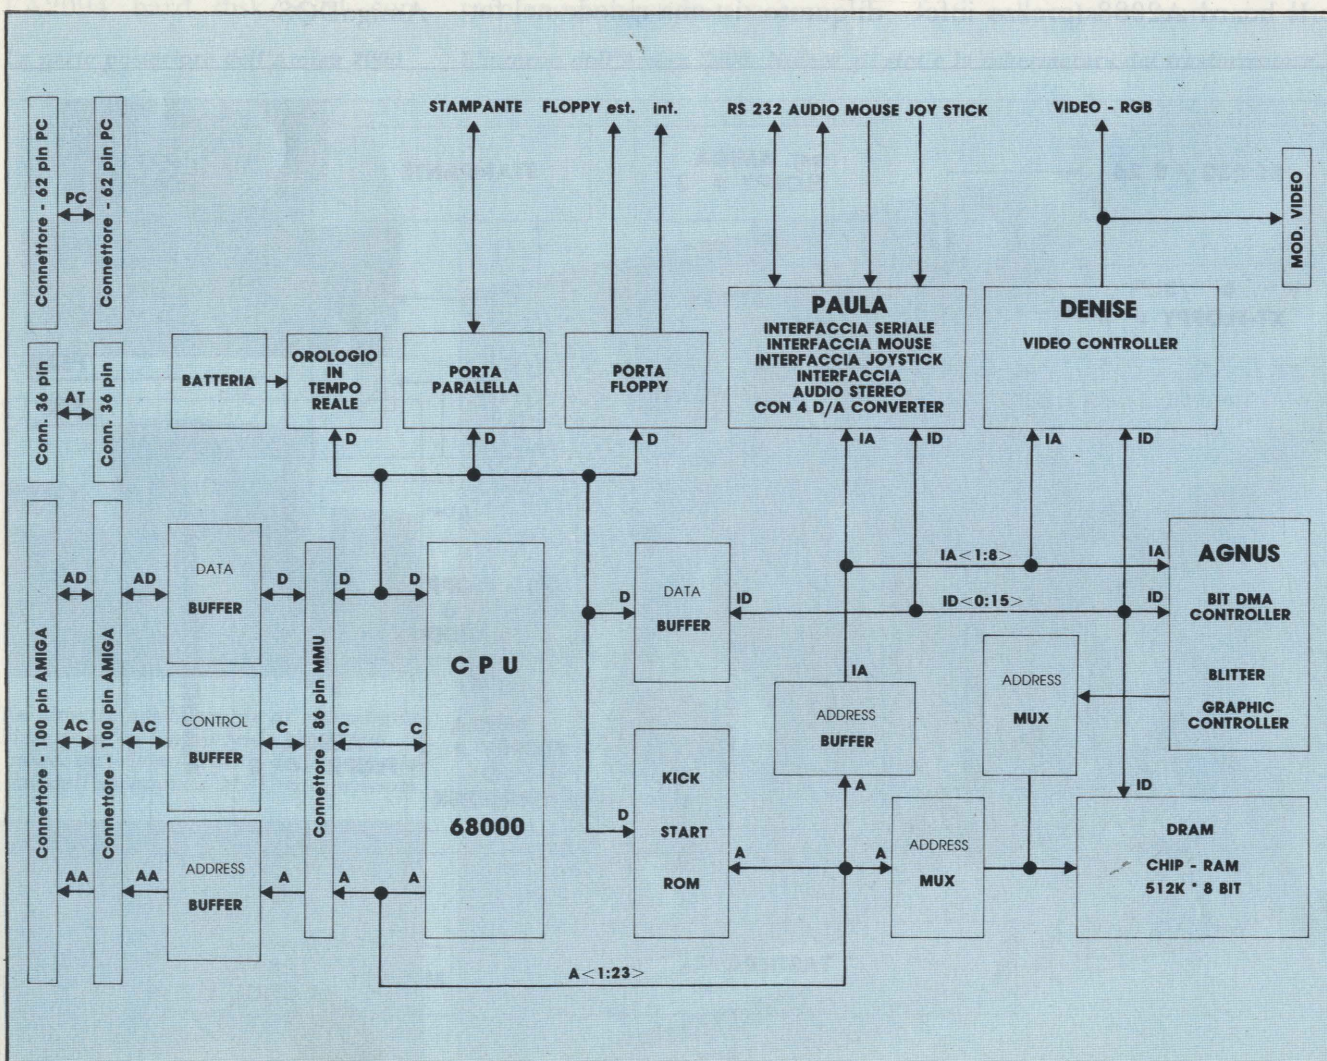 STAMPANTE
FLOPPY est. int.
RS 232 AUDIO MOUSE JOY STICK
VIDEO - RGB
Connettore - 62 pin PC
PC
Connettore - 62 pin PC
MOD. VIDEO
Conn. 36 pin
AT
Conn. 36 pin
BATTERIA
OROLOGIO
IN
TEMPO
REALE
PORTA
PARALELLA
PORTA
FLOPPY
PAULA
INTERFACCIA SERIALE
INTERFACCIA MOUSE
INTERFACCIA JOYSTICK
INTERFACCIA
AUDIO STEREO
CON 4 D/A CONVERTER
DENISE
VIDEO CONTROLLER
D
D
D
IA
ID
IA
ID
Connettore - 100 pin AMIGA
AD
AC
AA
Connettore - 100 pin AMIGA
AD
AC
AA
DATA
BUFFER
CONTROL
BUFFER
ADDRESS
BUFFER
D
C
A
Connettore - 86 pin MMU
D
D
C
C
A
A
CPU
68000
D
DATA
BUFFER
ID
IA<1:8>
ID<0:15>
IA
ID
AGNUS
BIT DMA
CONTROLLER
BLITTER
GRAPHIC
CONTROLLER
IA
ADDRESS
BUFFER
A
ADDRESS
MUX
D
KICK
START
ROM
A
A
ADDRESS
MUX
ID
DRAM
CHIP - RAM
512K * 8 BIT
A<1:23>